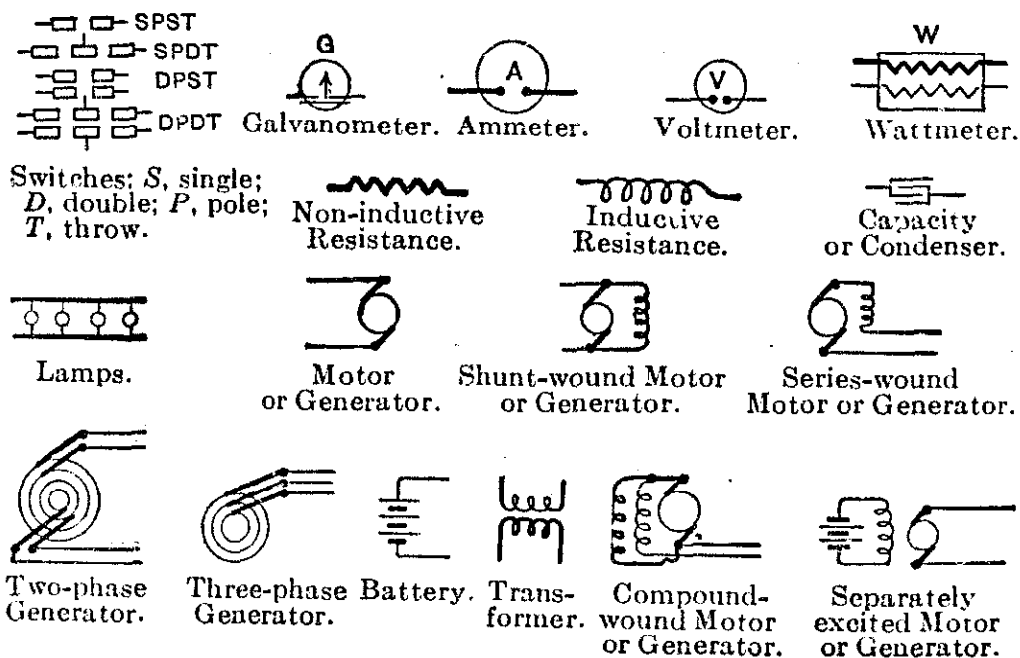 SPST
SPDT
DPST
DPDT
G
Galvanometer.
A
Ammeter.
V
Voltmeter.
W
Wattmeter.
Switches; S, single;
D, double; P, pole;
T, throw.
Non-inductive
Resistance.
Inductive
Resistance.
Capacity
or Condenser.
Lamps.
Motor
or Generator.
Shunt-wound Motor
or Generator.
Series-wound
Motor or Generator.
Two-phase
Generator.
Three-phase
Generator.
Battery.
Trans-
former.
Compound-
wound Motor
or Generator.
Separately
excited Motor
or Generator.